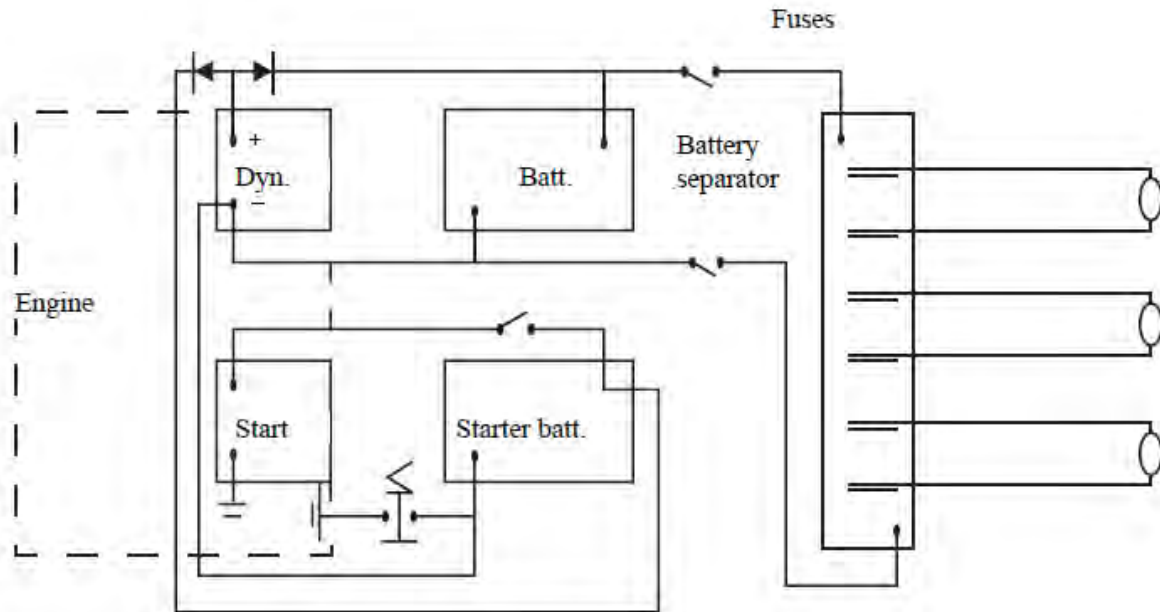 Fuses
+
Dyn.
−
Batt.
Battery
separator
Engine
Start
Starter batt.